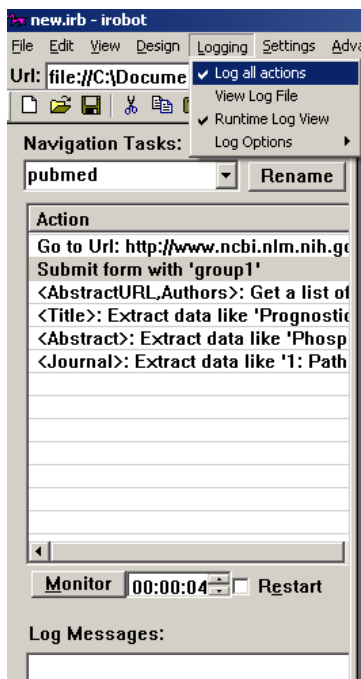 new.irb - irobot
File Edit View Design Logging Settings Adva
Url: file://C:\Docume
Log all actions
View Log File
Runtime Log View
Log Options
Navigation Tasks:
pubmed Rename
Action
Go to Url: http://www.ncbi.nlm.nih.go
Submit form with 'group1'
<AbstractURL,Authors>: Get a list of
<Title>: Extract data like 'Prognostic
<Abstract>: Extract data like 'Phosp
<Journal>: Extract data like '1: Path
Monitor 00:00:04 Restart
Log Messages: